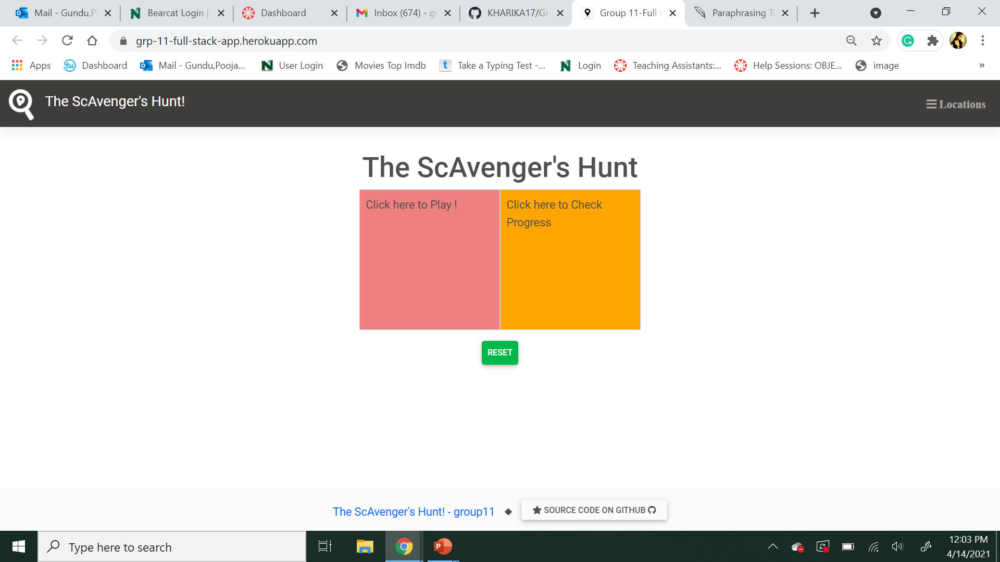 Mail - Gundu,P
Bearcat Login |
Dashboard
Inbox (674) - g
KHARIKA17/Gr
Group 11-Full s
Paraphrasing T
grp-11-full-stack-app.herokuapp.com
Apps
Dashboard
Mail - Gundu,Pooja...
User Login
Movies Top Imdb
Take a Typing Test -...
Login
Teaching Assistants:...
Help Sessions: OBJE...
image
»
The ScAvenger's Hunt!
Locations
The ScAvenger's Hunt
Click here to Play !
Click here to Check
Progress
RESET
The ScAvenger's Hunt! - group11
SOURCE CODE ON GITHUB
Type here to search
12:03 PM
4/14/2021